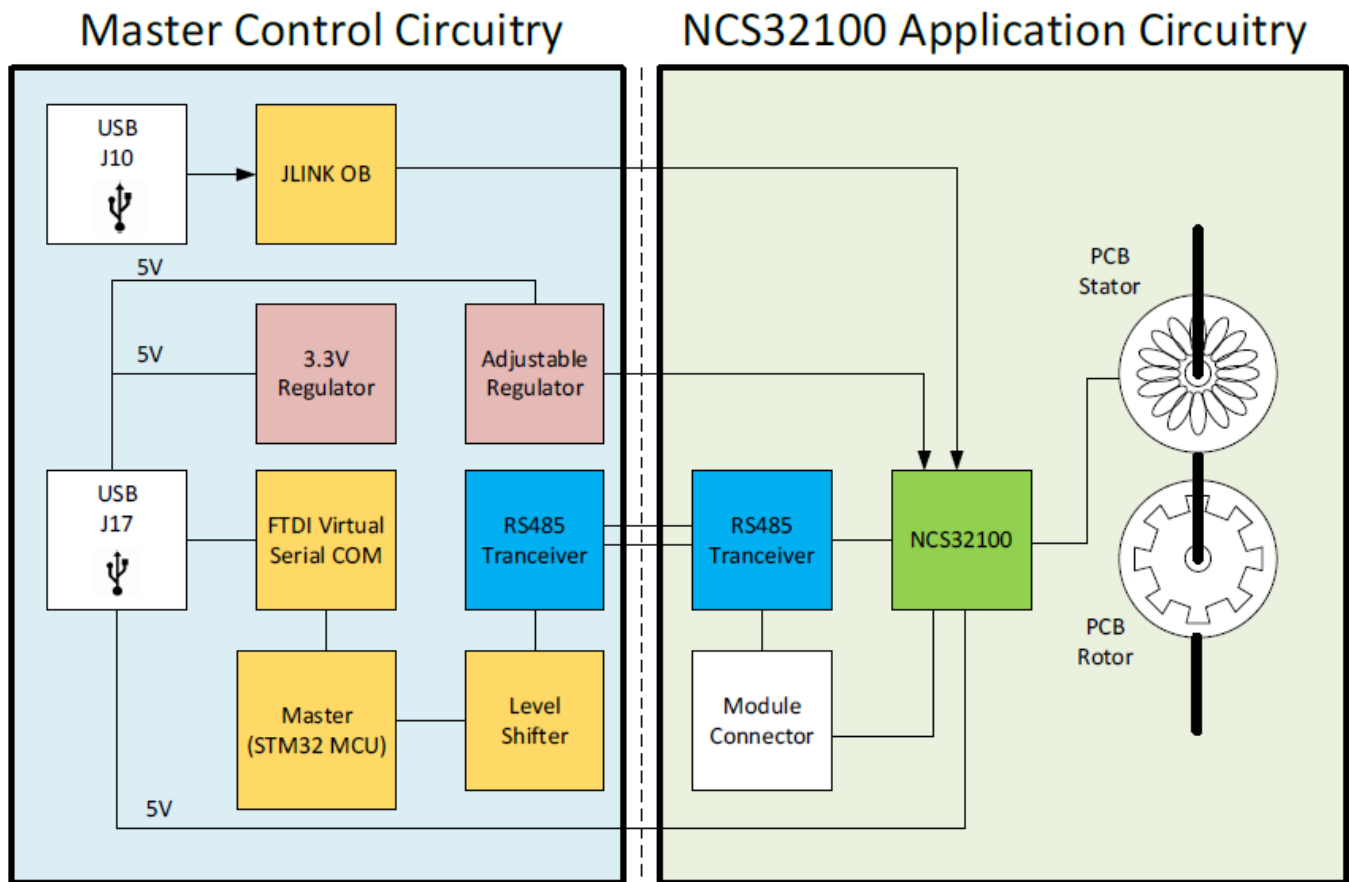 Master Control Circuitry
NCS32100 Application Circuitry
USB
J10
JLINK OB
5V
5V
3.3V
Regulator
Adjustable
Regulator
PCB
Stator
USB
J17
FTDI Virtual
Serial COM
RS485
Tranceiver
RS485
Tranceiver
NCS32100
PCB
Rotor
Master
(STM32 MCU)
Level
Shifter
Module
Connector
5V